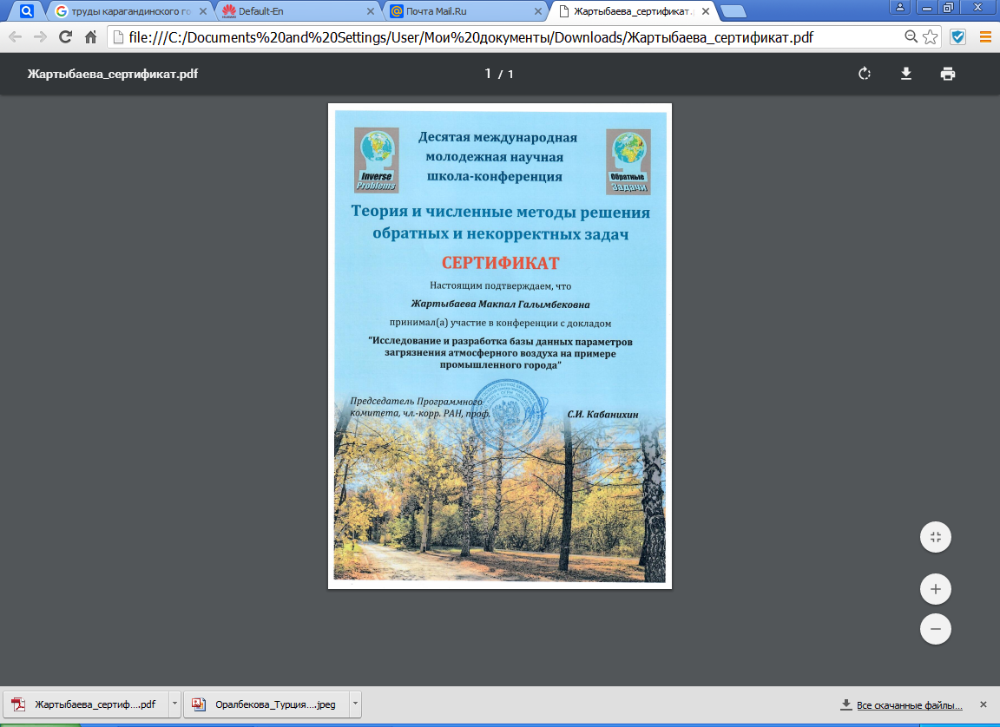 труды карагандинского го
Default-En
Почта Mail.Ru
Жартыбаева_сертификат.
file:///C:/Documents%20and%20Settings/User/Мои%20документы/Downloads/Жартыбаева_сертификат.pdf
Жартыбаева_сертификат.pdf
1 / 1
Десятая международная
молодежная научная
школа-конференция
Inverse
Problems
Обратные
Задачи
Теория и численные методы решения
обратных и некорректных задач
СЕРТИФИКАТ
Настоящим подтверждаем, что
Жартыбаева Макпал Галымбековна
принимал(а) участие в конференции с докладом
"Исследование и разработка базы данных параметров
загрязнения атмосферного воздуха на примере
промышленного города"
Председатель Программного
комитета, чл.-корр. РАН, проф.
С.И. Кабанихин
Жартыбаева_сертиф....pdf
Оралбекова_Турция....jpeg
Все скачанные файлы...